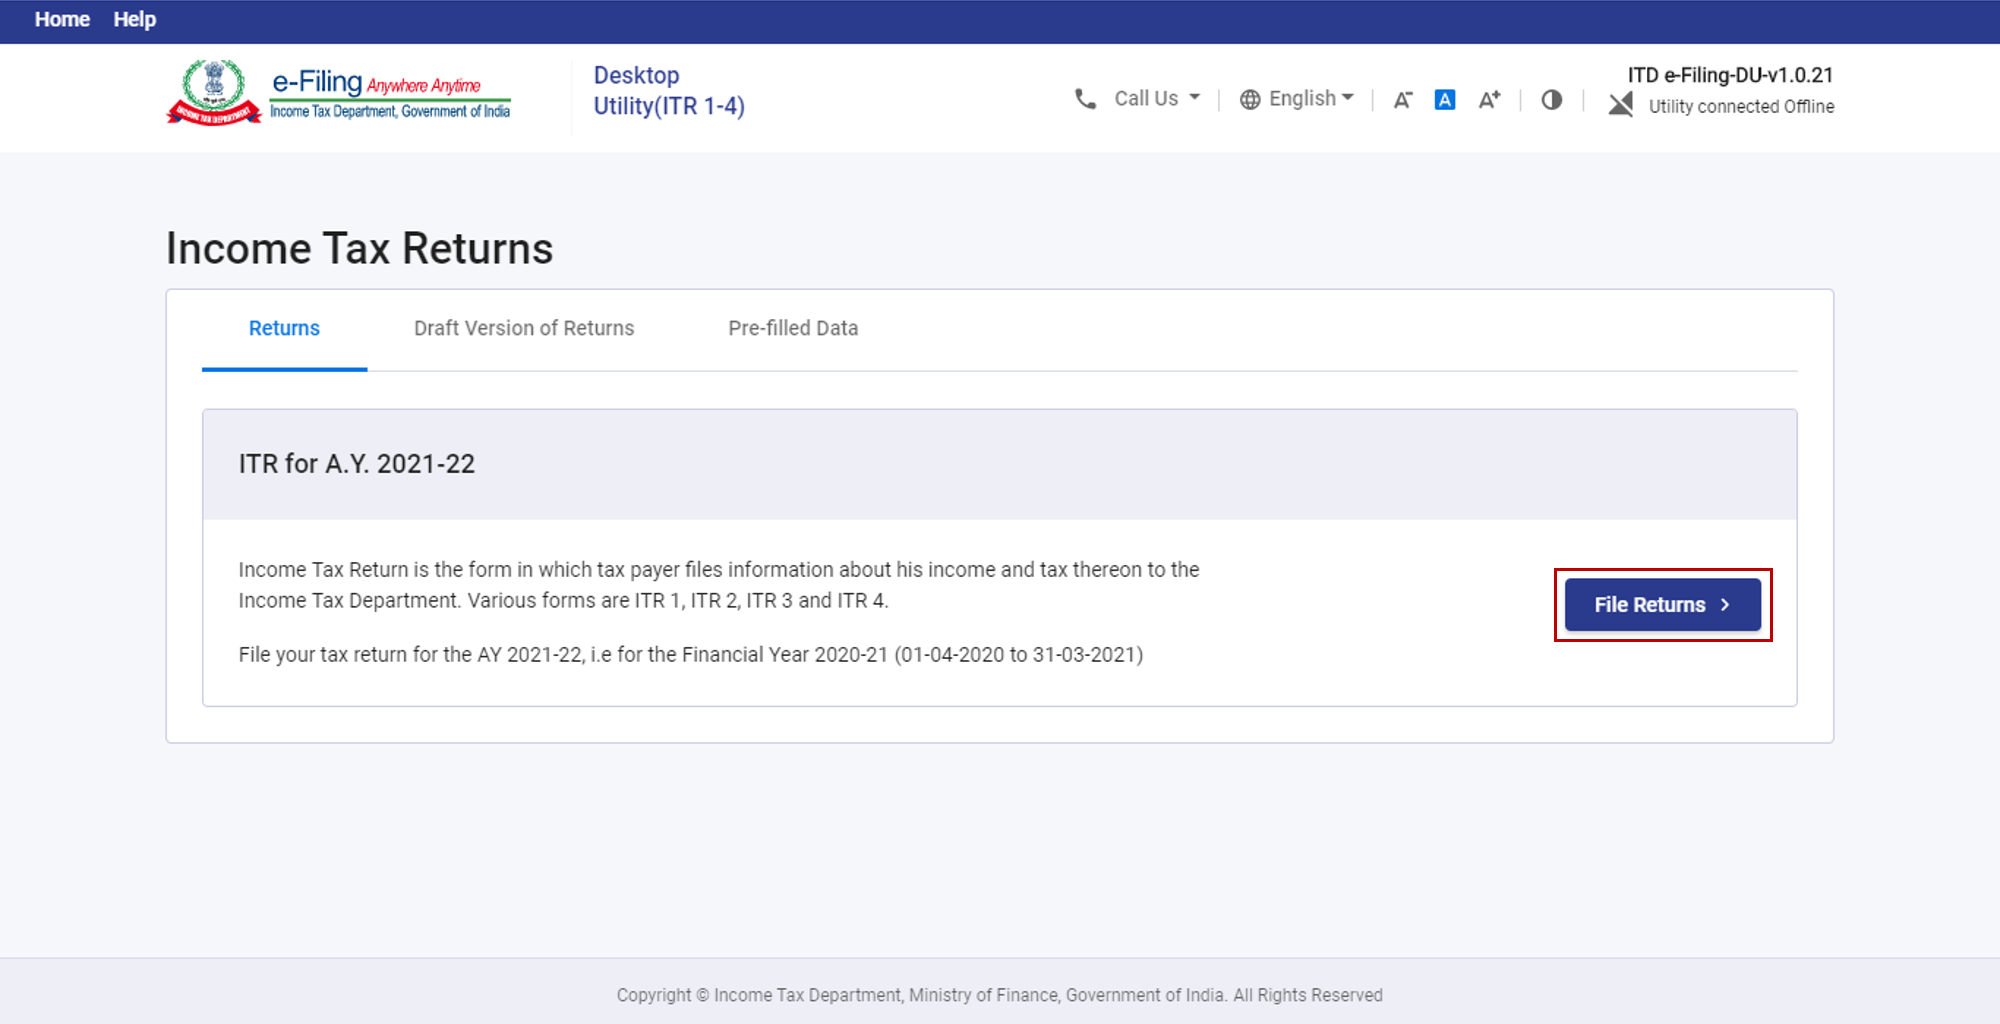 Home Help
e-Filing Anywhere Anytime
Income Tax Department, Government of India
INCOME TAX DEPARTMENT
Desktop
Utility(ITR 1-4)
Call Us
English
A- A A+
ITD e-Filing-DU-v1.0.21
Utility connected Offline
Income Tax Returns
Returns Draft Version of Returns Pre-filled Data
ITR for A.Y. 2021-22
Income Tax Return is the form in which tax payer files information about his income and tax thereon to the
Income Tax Department. Various forms are ITR 1, ITR 2, ITR 3 and ITR 4.
File Returns
File your tax return for the AY 2021-22, i.e for the Financial Year 2020-21 (01-04-2020 to 31-03-2021)
Copyright © Income Tax Department, Ministry of Finance, Government of India. All Rights Reserved